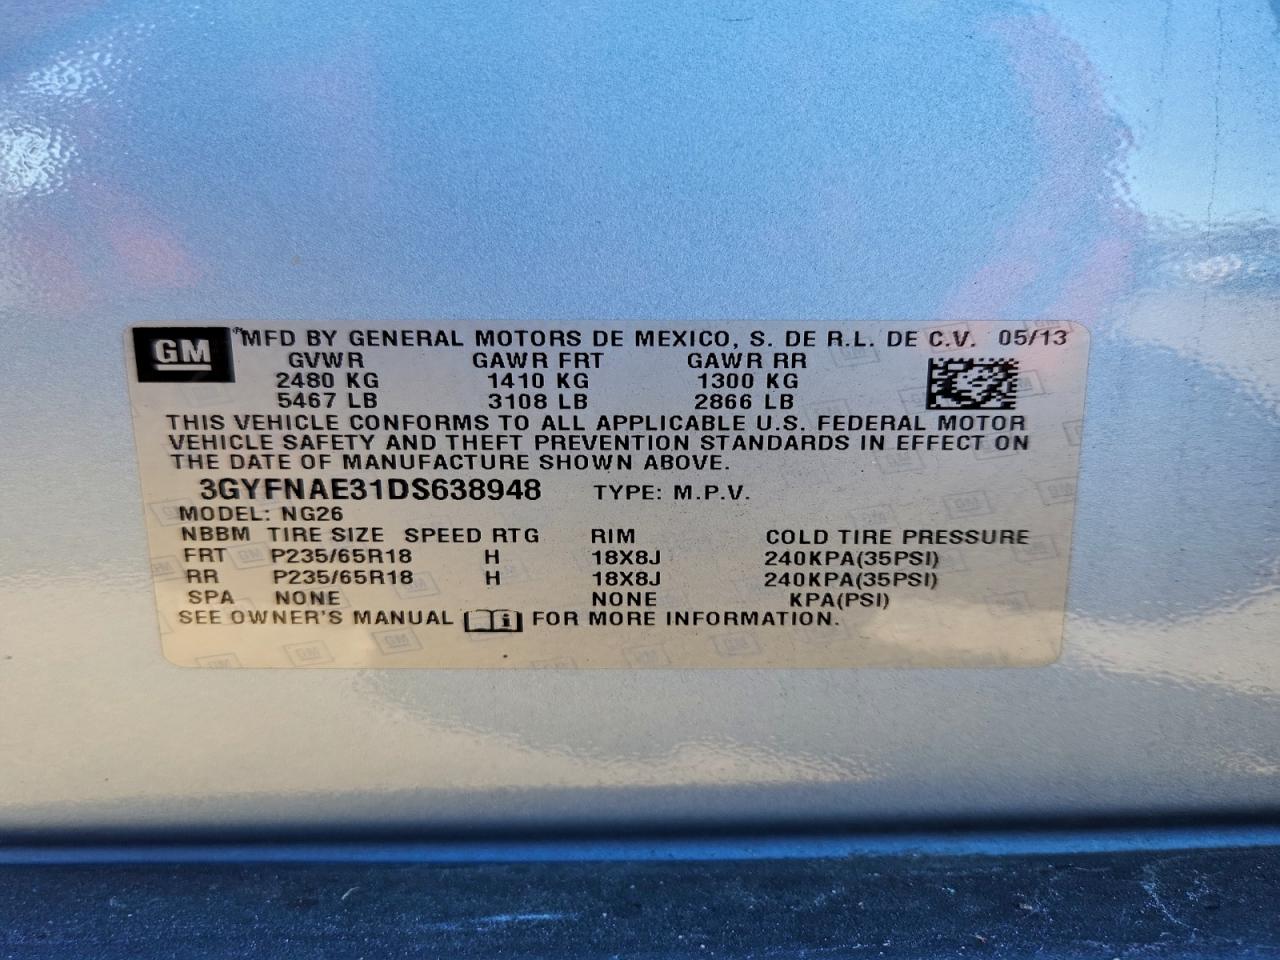 GM MFD BY GENERAL MOTORS DE MEXICO, S. DE R.L. DE C.V. 05/13
GVWR GAWR FRT GAWR RR
2480 KG 1410 KG 1300 KG
5467 LB 3108 LB 2866 LB
THIS VEHICLE CONFORMS TO ALL APPLICABLE U.S. FEDERAL MOTOR
VEHICLE SAFETY AND THEFT PREVENTION STANDARDS IN EFFECT ON
THE DATE OF MANUFACTURE SHOWN ABOVE.
3GYFNAE31DS638948 TYPE: M.P.V.
MODEL: NG26
NBBM TIRE SIZE SPEED RTG RIM COLD TIRE PRESSURE
FRT P235/65R18 H 18X8J 240KPA(35PSI)
RR P235/65R18 H 18X8J 240KPA(35PSI)
SPA NONE NONE KPA(PSI)
SEE OWNER'S MANUAL i FOR MORE INFORMATION.